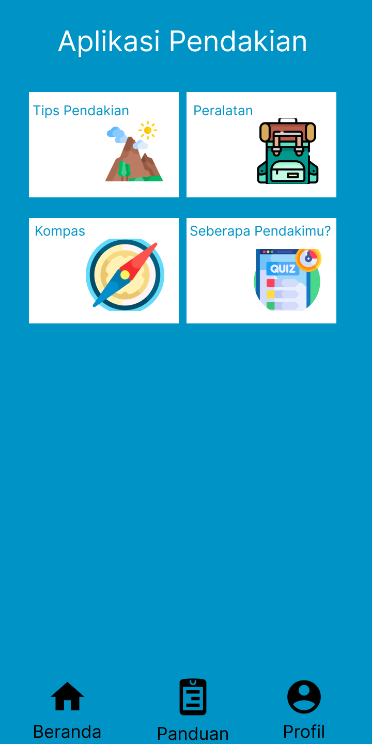 Aplikasi Pendakian
Tips Pendakian
Peralatan
Kompas
Seberapa Pendakimu?
QUIZ
Beranda
Panduan
Profil